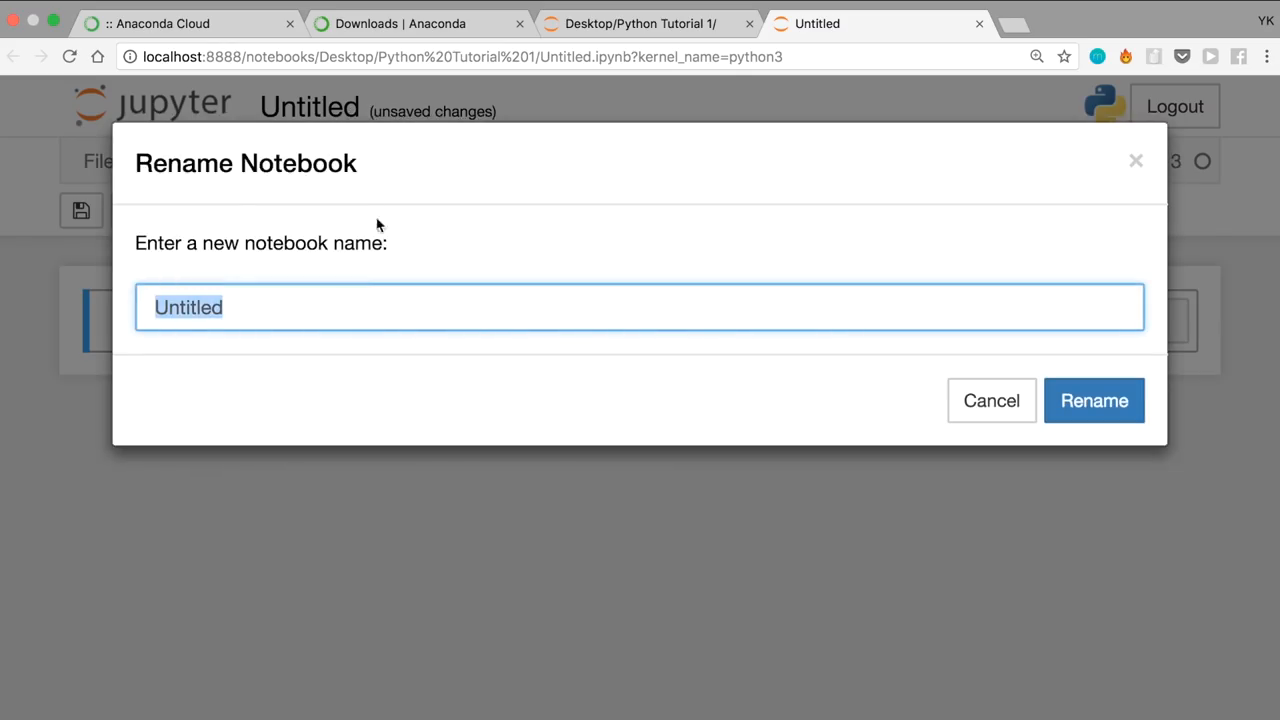 :: Anaconda Cloud
Downloads | Anaconda
Desktop/Python Tutorial 1/
Untitled
YK
localhost:8888/notebooks/Desktop/Python%20Tutorial%201/Untitled.ipynb?kernel_name=python3
jupyter Untitled (unsaved changes)
Logout
File
3
Rename Notebook
Enter a new notebook name:
Untitled
Cancel
Rename